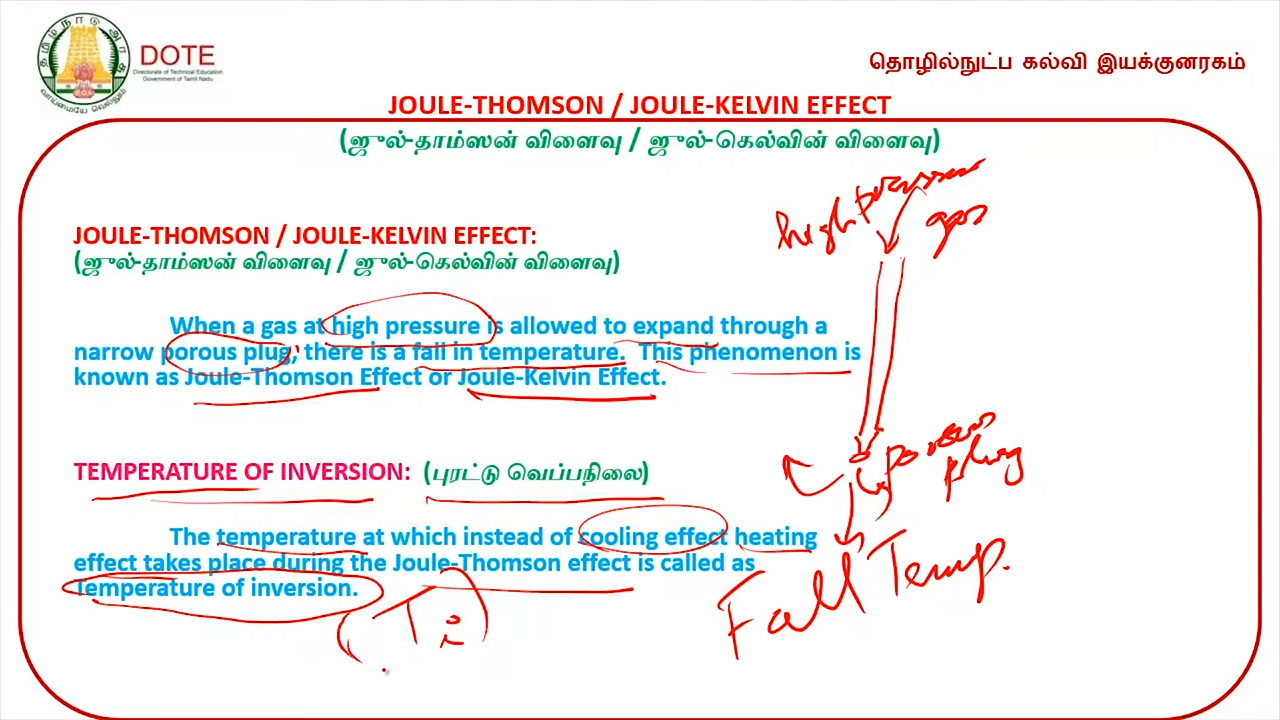 தமிழ்நாடு அரசு
வாய்மையே வெல்லும்
DOTE
Directorate of Technical Education
Government of Tamil Nadu
தொழில்நுட்ப கல்வி இயக்குனரகம்
JOULE-THOMSON / JOULE-KELVIN EFFECT
(ஜுல்-தாம்ஸன் விளைவு / ஜுல்-கெல்வின் விளைவு)
high pressure
gas
JOULE-THOMSON / JOULE-KELVIN EFFECT:
(ஜுல்-தாம்ஸன் விளைவு / ஜுல்-கெல்வின் விளைவு)
When a gas at high pressure is allowed to expand through a
narrow porous plug, there is a fall in temperature. This phenomenon is
known as Joule-Thomson Effect or Joule-Kelvin Effect.
porous
plug
TEMPERATURE OF INVERSION: (புரட்டு வெப்பநிலை)
The temperature at which instead of cooling effect heating
effect takes place during the Joule-Thomson effect is called as
Temperature of inversion.
Fall Temp.
(Ti)